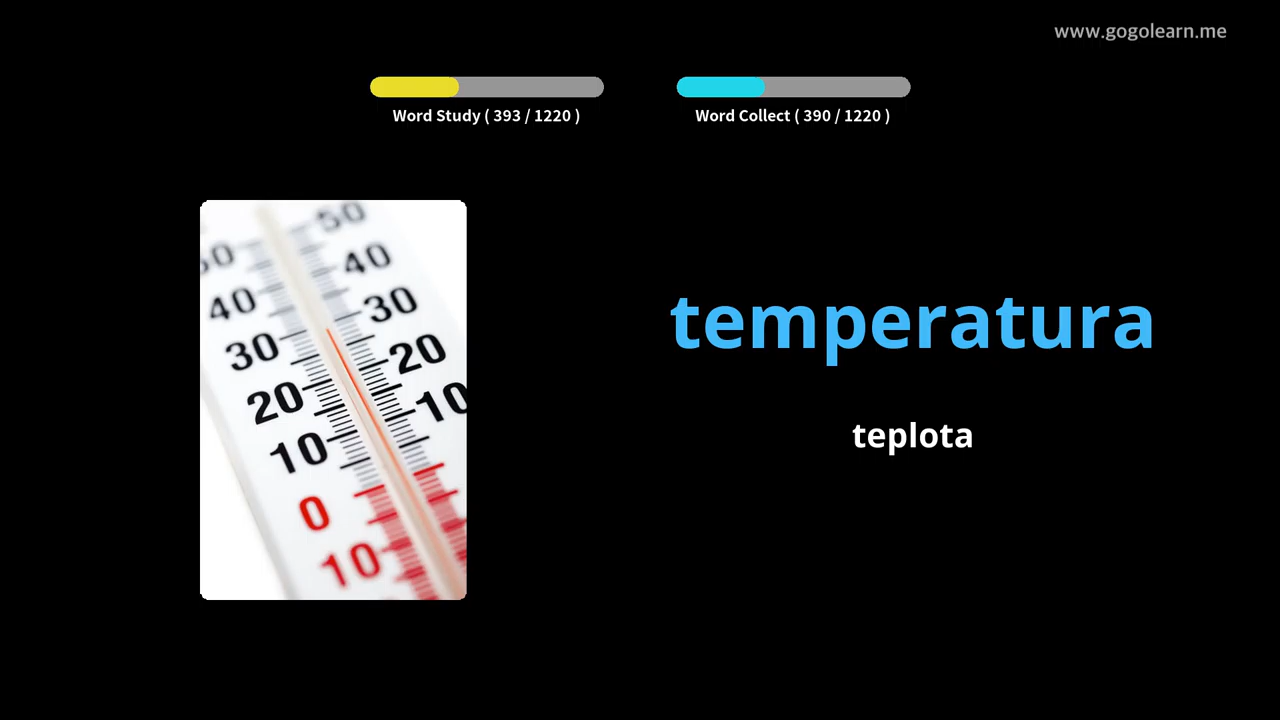 www.gogolearn.me
Word Study ( 393 / 1220 )
Word Collect ( 390 / 1220 )
50
50
40
40
30
30
20
20
10
10
0
10
temperatura
teplota